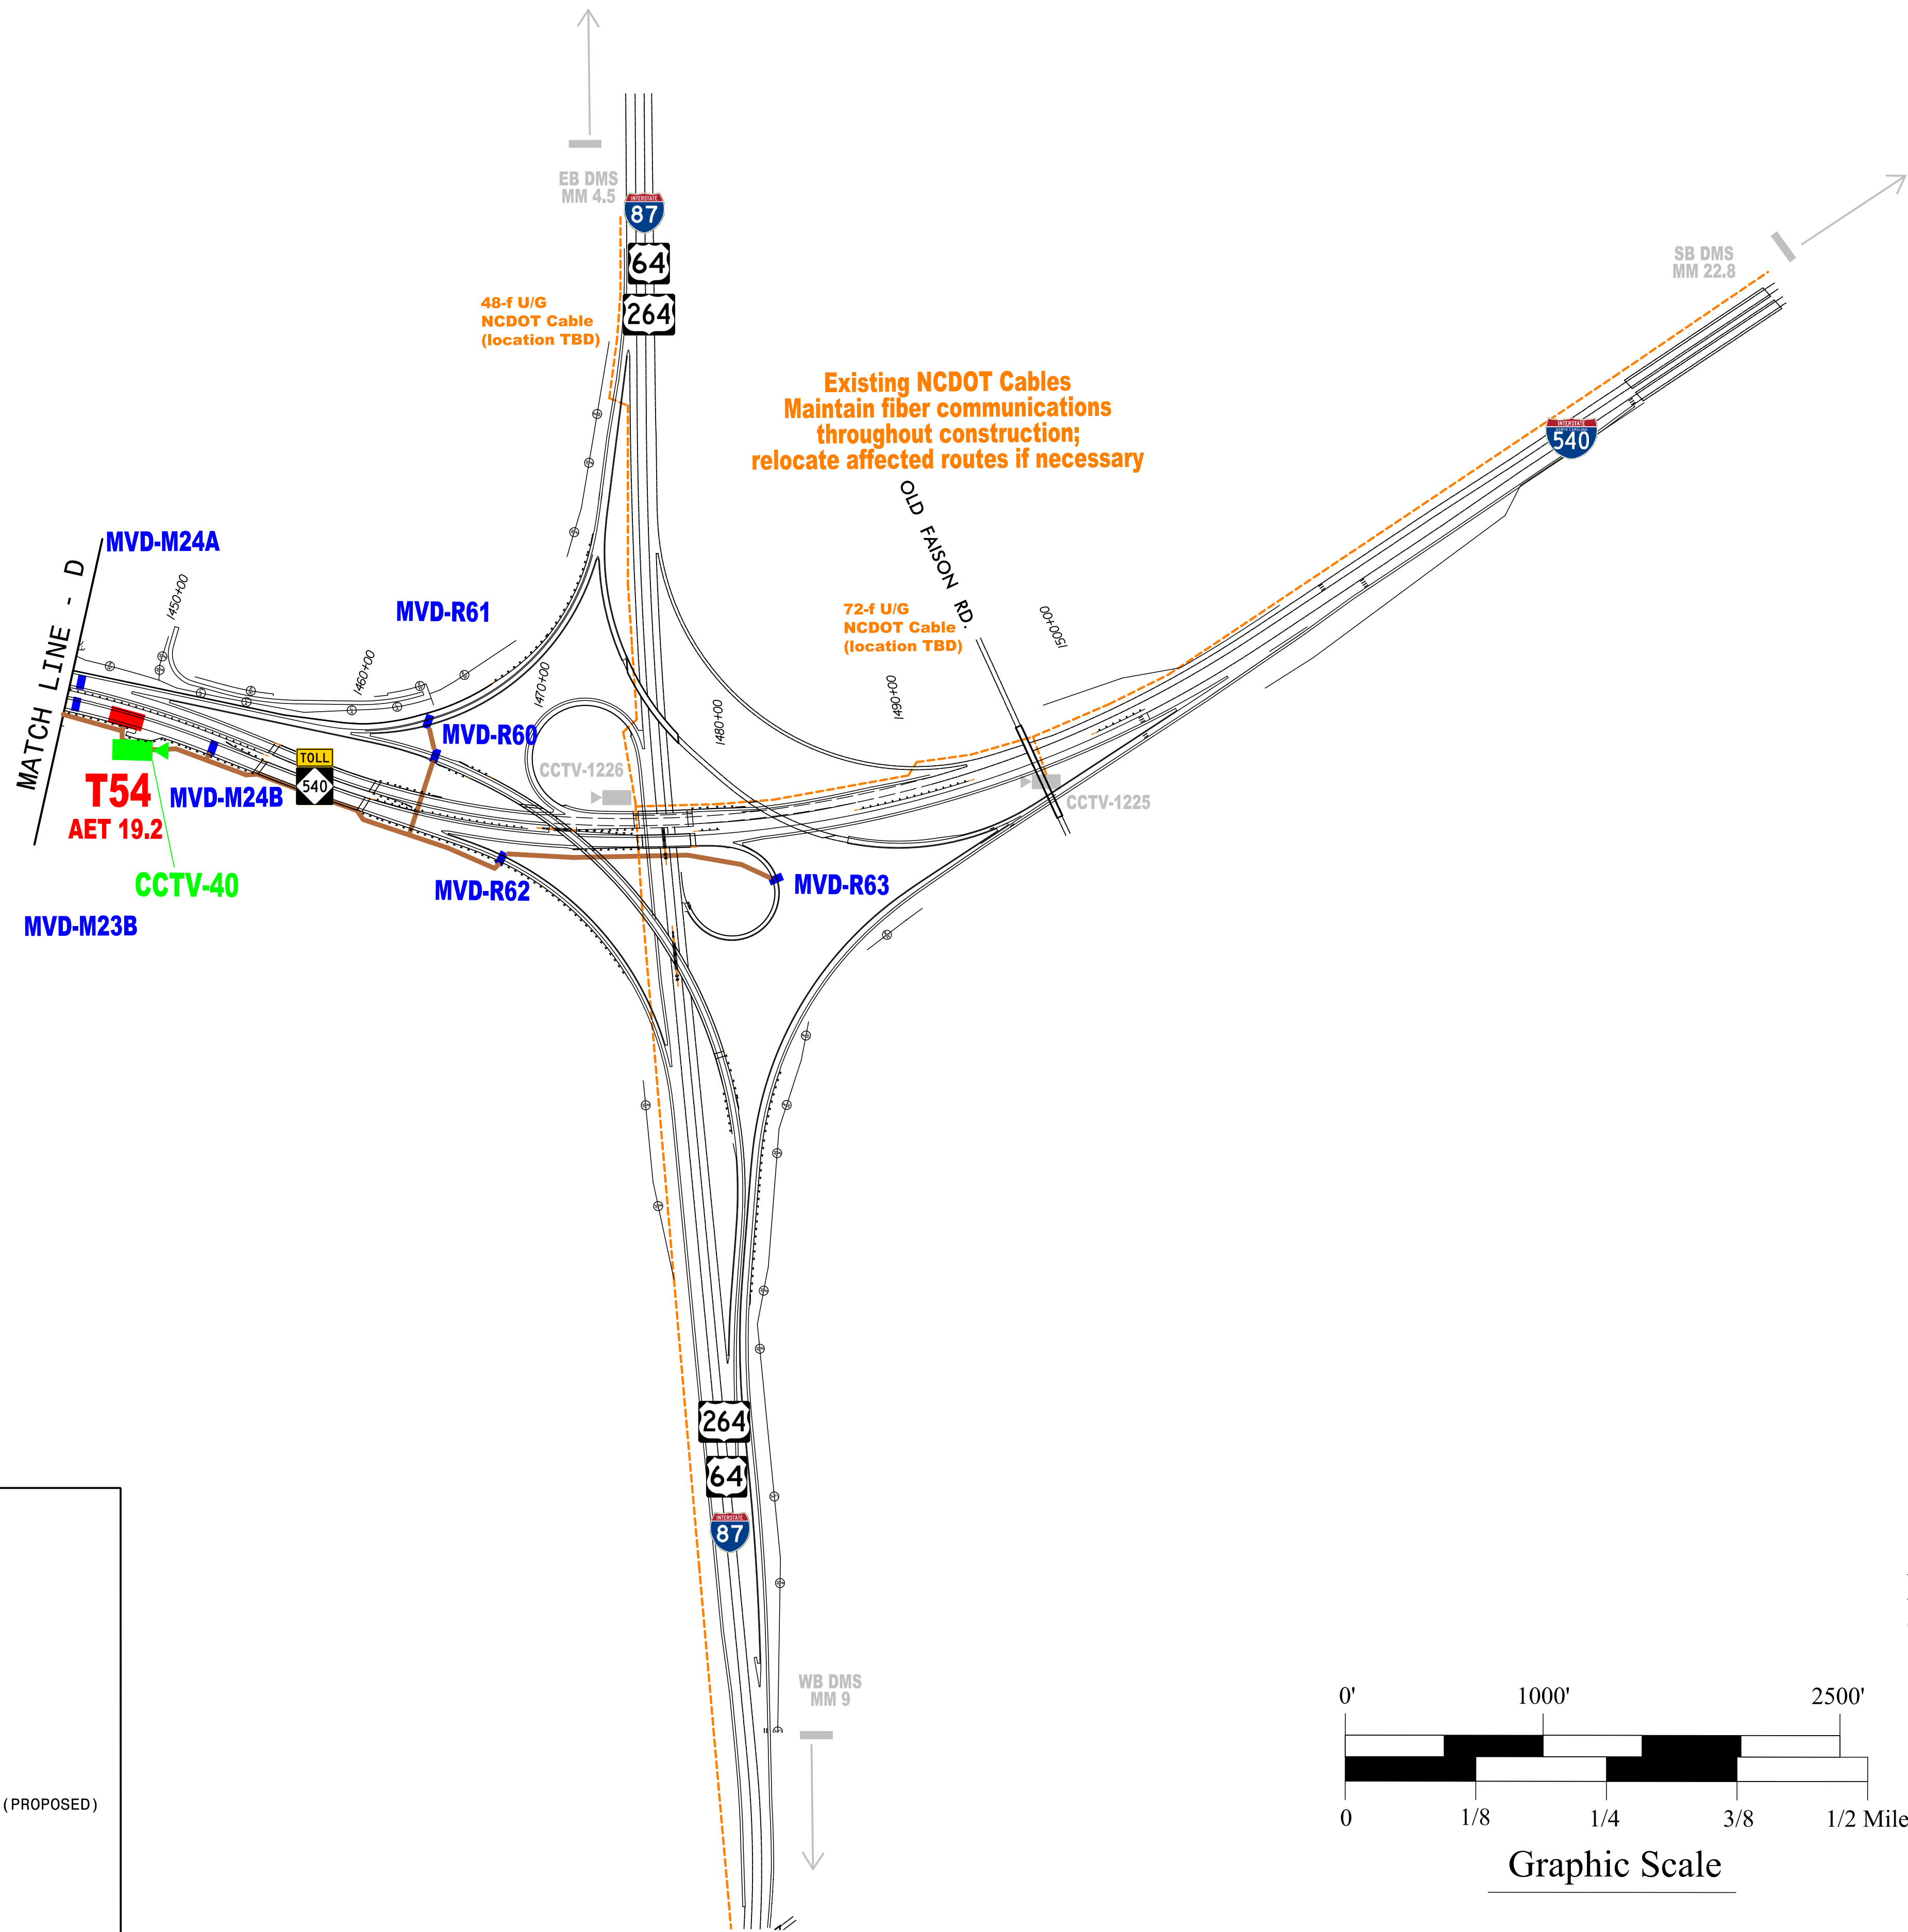 EB DMS
MM 4.5
INTERSTATE
87
64
264
SB DMS
MM 22.8
48-f U/G
NCDOT Cable
(location TBD)
Existing NCDOT Cables
Maintain fiber communications
throughout construction;
relocate affected routes if necessary
INTERSTATE
NORTH CAROLINA
540
OLD FAISON RD.
MATCH LINE - D
MVD-M24A
1450+00
MVD-R61
72-f U/G
NCDOT Cable
(location TBD)
1500+00
1460+00
1470+00
1490+00
1480+00
MVD-R60
TOLL
540
CCTV-1226
CCTV-1225
T54
AET 19.2
MVD-M24B
CCTV-40
MVD-R62
MVD-R63
MVD-M23B
264
64
INTERSTATE
87
WB DMS
MM 9
(PROPOSED)
0' 1000' 2500'
0 1/8 1/4 3/8 1/2 Mile
Graphic Scale